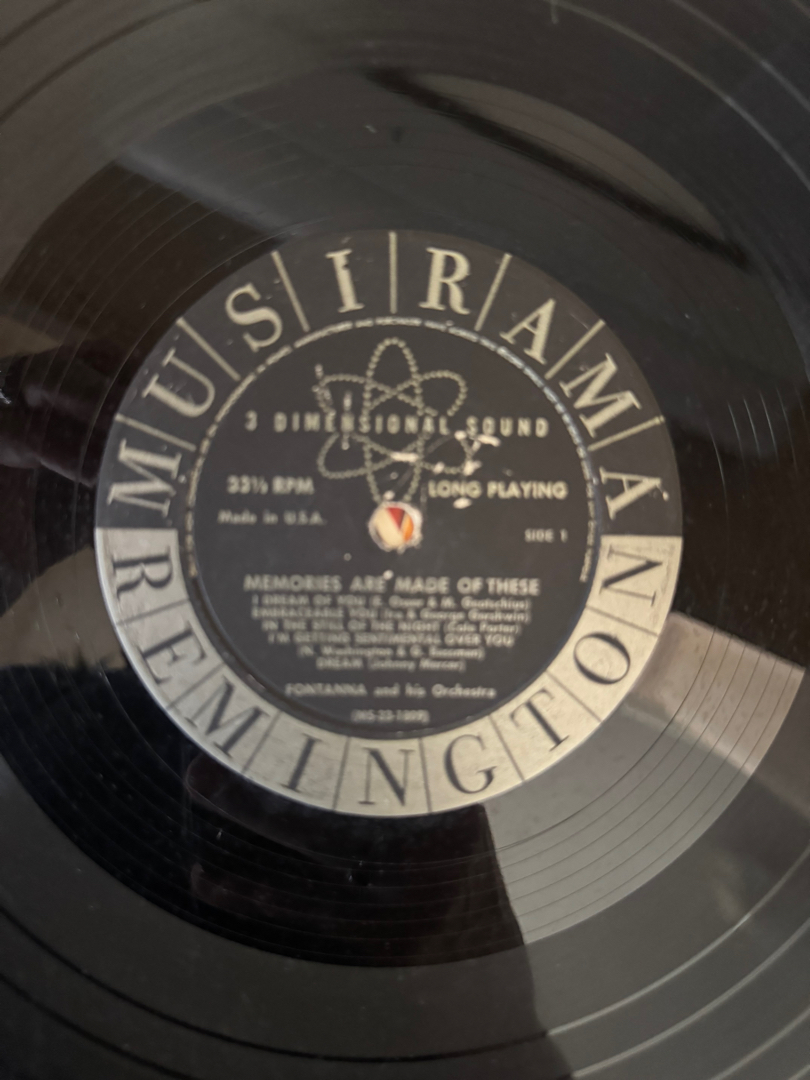 MUSIRAMA
3 DIMENSIONAL SOUND
33⅓ RPM LONG PLAYING
Made in U.S.A. SIDE 1
MEMORIES ARE MADE OF THESE
I DREAM OF YOU
EMBRACEABLE YOU (Ira & George Gershwin)
IN THE STILL OF THE NIGHT (Cole Porter)
I'M GETTING SENTIMENTAL OVER YOU
(N. Washington & G. Bassman)
DREAM (Johnny Mercer)
FONTANNA and his Orchestra
REMINGTON